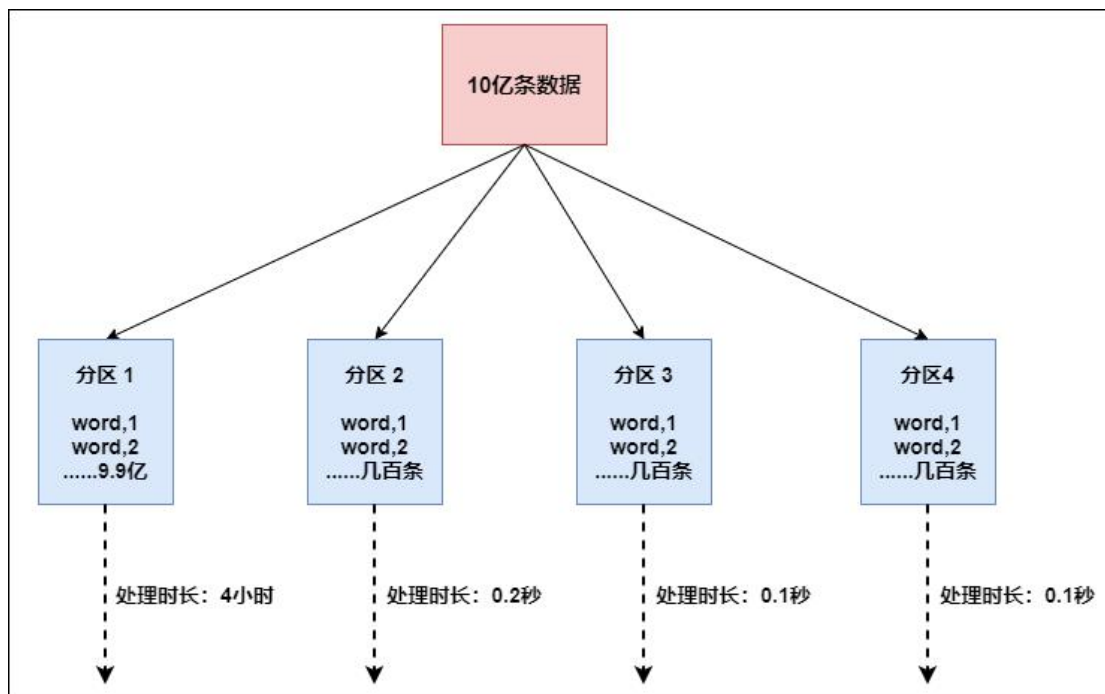 10亿条数据
分区 1
word,1
word,2
......9.9亿
分区 2
word,1
word,2
......几百条
分区 3
word,1
word,2
......几百条
分区4
word,1
word,2
......几百条
处理时长：4小时
处理时长：0.2秒
处理时长：0.1秒
处理时长：0.1秒